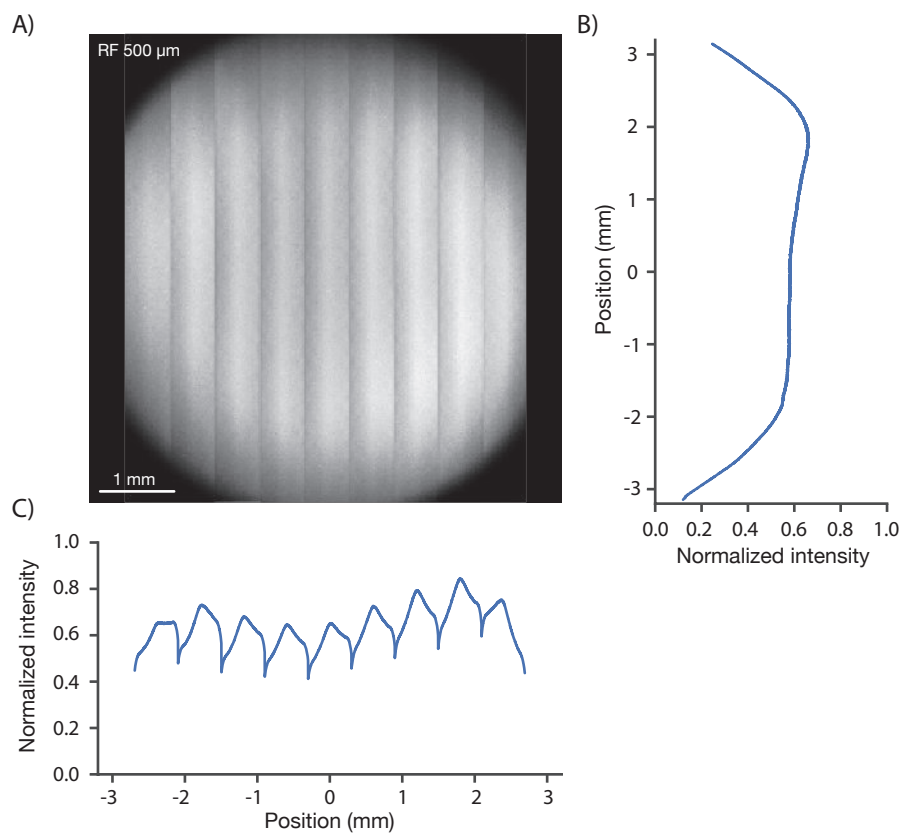 A)
RF 500 µm
1 mm
B)
3
2
1
0
-1
-2
-3
Position (mm)
0.0 0.2 0.4 0.6 0.8 1.0
Normalized intensity
C)
1.0
0.8
0.6
0.4
0.2
0.0
Normalized intensity
-3 -2 -1 0 1 2 3
Position (mm)